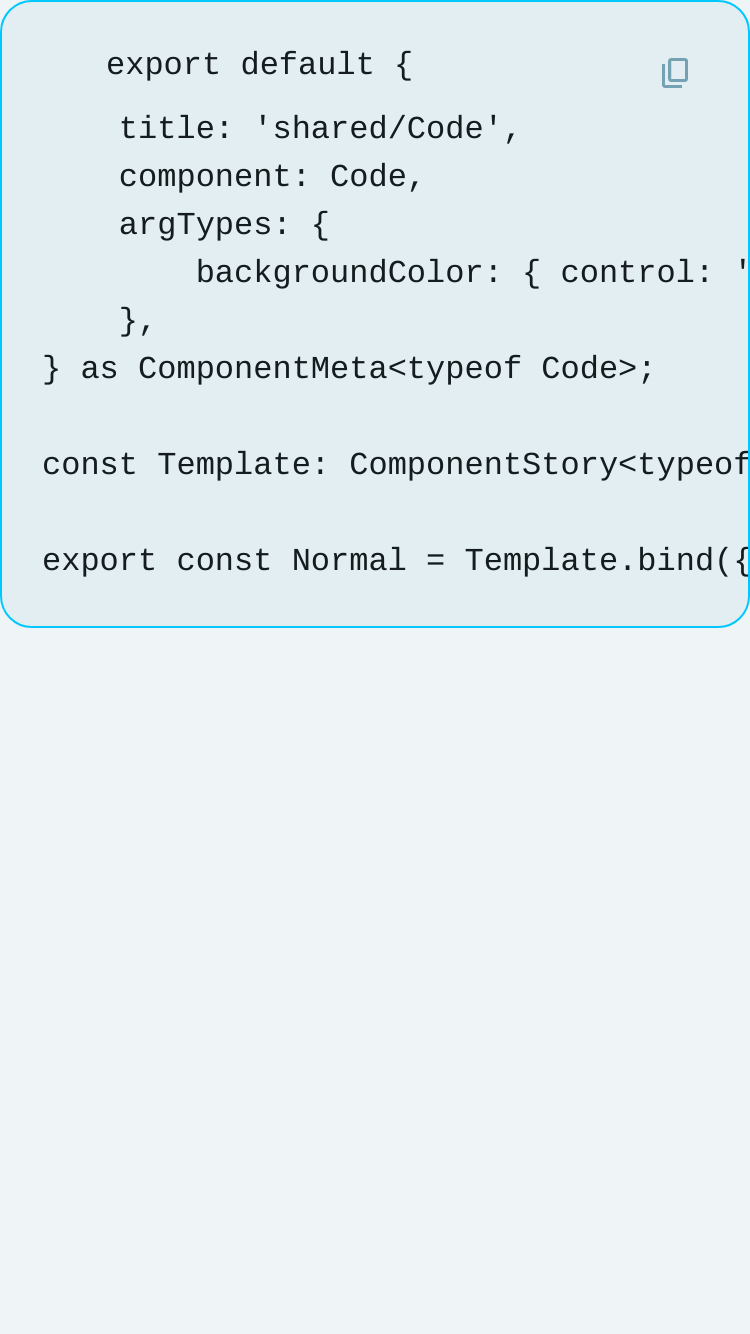 export default {
title: 'shared/Code',
component: Code,
argTypes: {
backgroundColor: { control: '
},
} as ComponentMeta<typeof Code>;
const Template: ComponentStory<typeof
export const Normal = Template.bind({